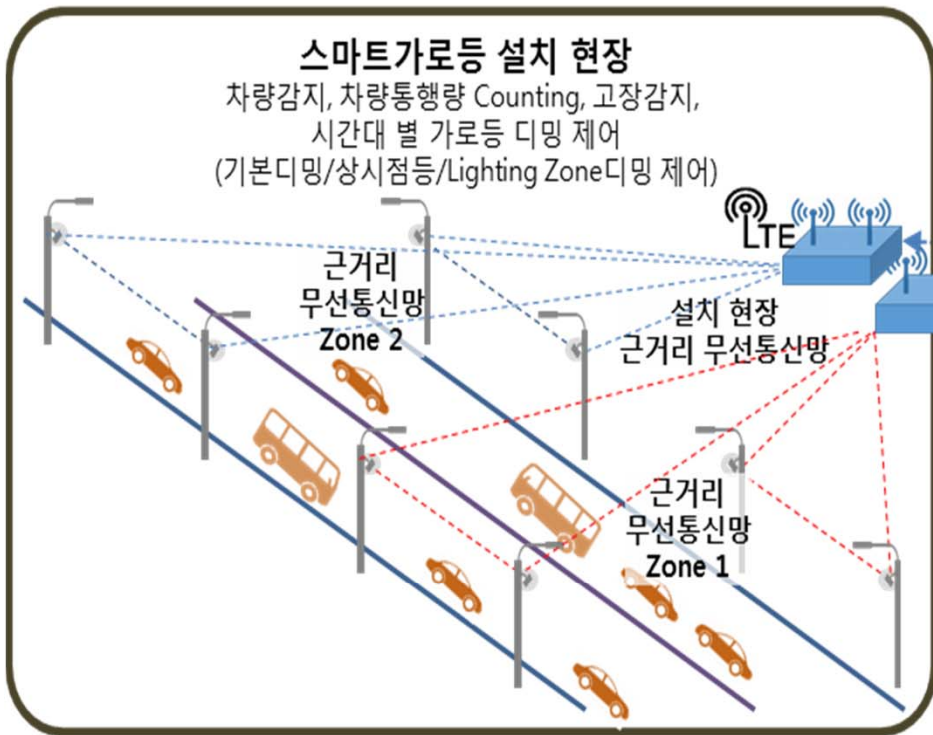 스마트가로등 설치 현장
차량감지, 차량통행량 Counting, 고장감지,
시간대 별 가로등 디밍 제어
(기본디밍/상시점등/Lighting Zone디밍 제어)
LTE
근거리
무선통신망
Zone 2
설치 현장
근거리 무선통신망
근거리
무선통신망
Zone 1